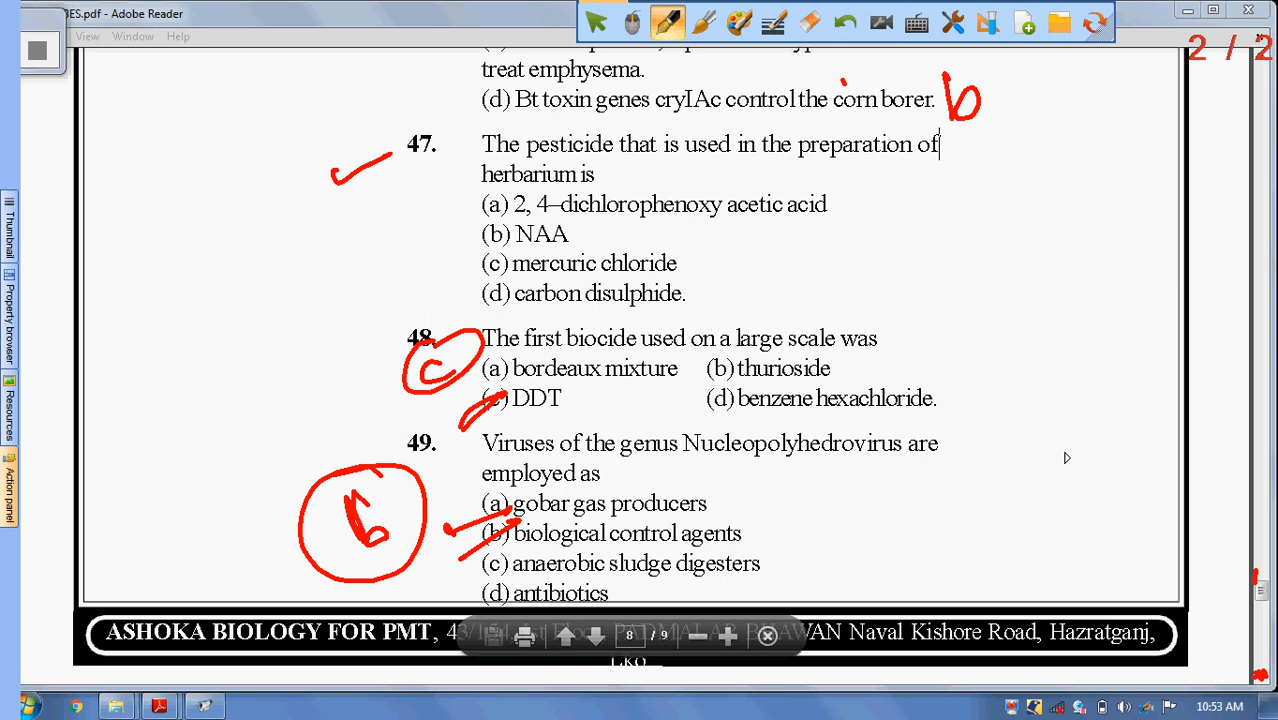 BES.pdf - Adobe Reader
View Window Help
2 / 2
treat emphysema.
(d) Bt toxin genes cryIAc control the corn borer. b
47. The pesticide that is used in the preparation of
herbarium is
(a) 2, 4–dichlorophenoxy acetic acid
(b) NAA
(c) mercuric chloride
(d) carbon disulphide.
48. The first biocide used on a large scale was
c
(a) bordeaux mixture (b) thurioside
(c) DDT (d) benzene hexachloride.
49. Viruses of the genus Nucleopolyhedrovirus are
employed as
(a) gobar gas producers
b
(b) biological control agents
(c) anaerobic sludge digesters
(d) antibiotics
ASHOKA BIOLOGY FOR PMT, BHAWAN Naval Kishore Road, Hazratganj,
LKO
8 / 9
Thumbnail
Property browser
Resources
Action panel
10:53 AM